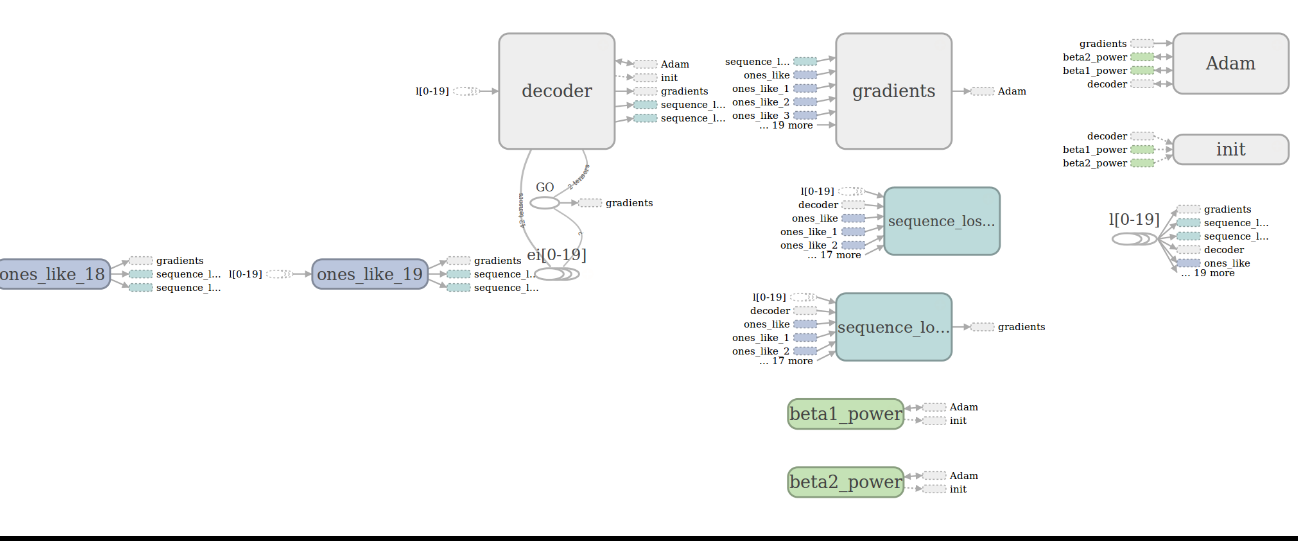 decoder
l[0-19]
Adam
init
gradients
sequence_l...
sequence_l...
GO
gradients
2 tensors
ei[0-19]
ones_like_18
gradients
sequence_l...
sequence_l...
l[0-19]
ones_like_19
gradients
sequence_l...
sequence_l...
gradients
sequence_l...
ones_like
ones_like_1
ones_like_2
ones_like_3
... 19 more
Adam
sequence_los...
l[0-19]
decoder
ones_like
ones_like_1
ones_like_2
... 17 more
sequence_lo...
l[0-19]
decoder
ones_like
ones_like_1
ones_like_2
... 17 more
gradients
beta1_power
Adam
init
beta2_power
Adam
init
Adam
gradients
beta2_power
beta1_power
decoder
init
decoder
beta1_power
beta2_power
l[0-19]
gradients
sequence_l...
sequence_l...
decoder
ones_like
... 19 more